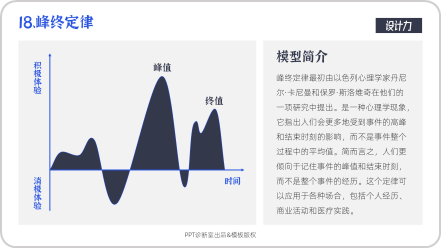 18.峰终定律
设计力
积极体验
峰值
终值
时间
消极体验
模型简介
峰终定律最初由以色列心理学家丹尼
尔·卡尼曼和保罗·斯洛维奇在他们的
一项研究中提出。是一种心理学现象，
它指出人们会更多地受到事件的高峰
和结束时刻的影响，而不是事件整个
过程中的平均值。简而言之，人们更
倾向于记住事件的峰值和结束时刻，
而不是整个事件的经历。这个定律可
以应用于各种场合，包括个人经历、
商业活动和医疗实践。
PPT诊断室出品&模板版权